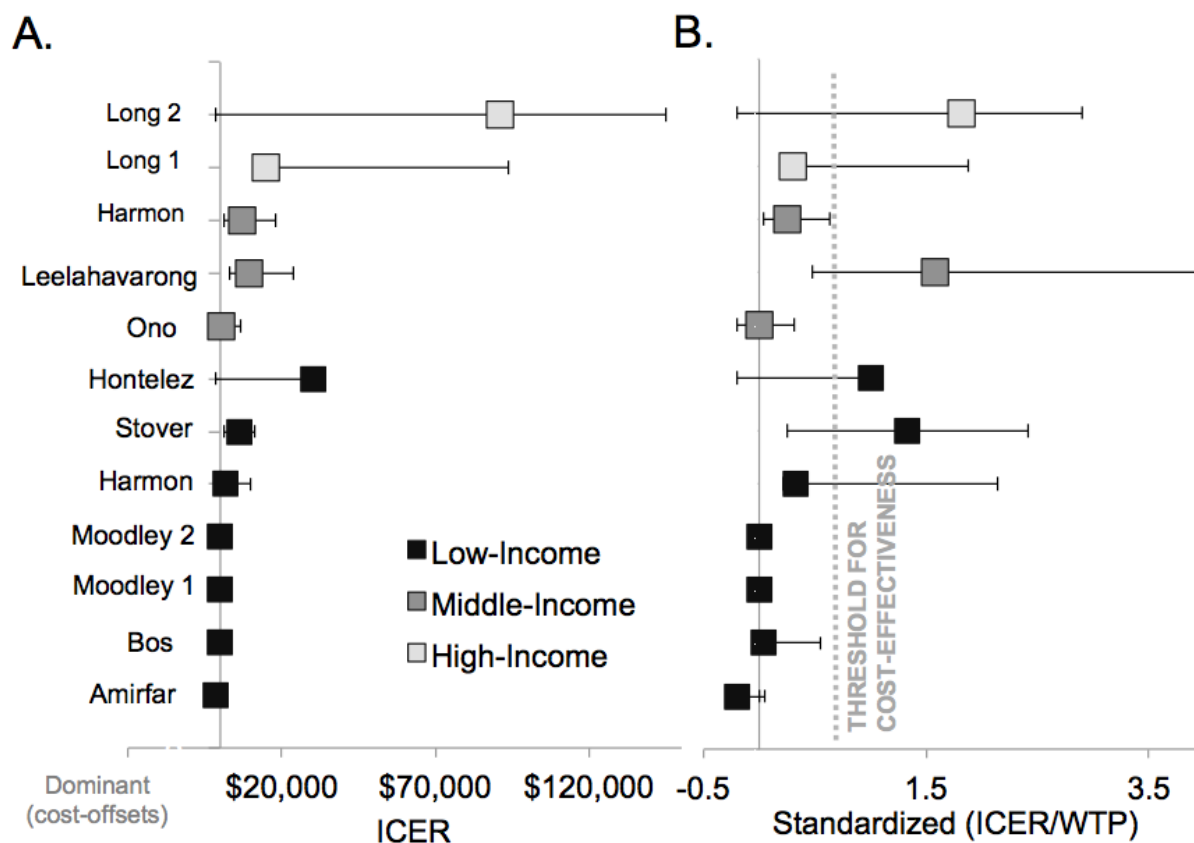 A.
B.
Long 2
Long 1
Harmon
Leelahavarong
Ono
Hontelez
Stover
Harmon
Moodley 2
Moodley 1
Bos
Amirfar
Low-Income
Middle-Income
High-Income
THRESHOLD FOR
COST-EFFECTIVENESS
Dominant
(cost-offsets)
$20,000 $70,000 $120,000
ICER
-0.5 1.5 3.5
Standardized (ICER/WTP)